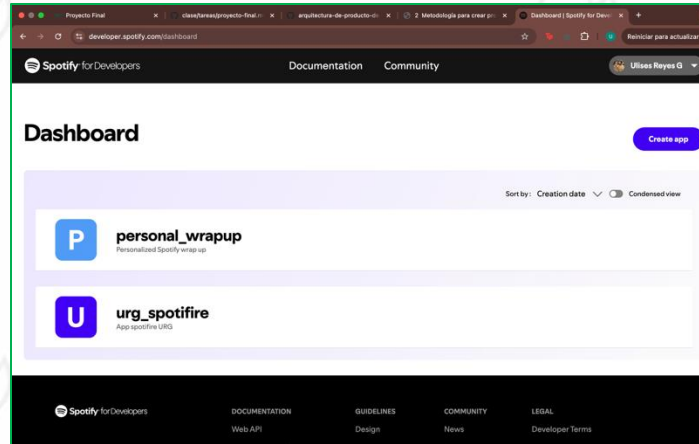 Proyecto Final
clase/tareas/proyecto-final.m
arquitectura-de-producto-di
2 Metodología para crear pr
Dashboard | Spotify for Devel
developer.spotify.com/dashboard
Reiniciar para actualizar
Spotify for Developers
Documentation
Community
Ulises Reyes G
Dashboard
Create app
Sort by: Creation date
Condensed view
P
personal_wrapup
Personalized Spotify wrap up
U
urg_spotifire
App spotifire URG
Spotify for Developers
DOCUMENTATION
GUIDELINES
COMMUNITY
LEGAL
Web API
Design
News
Developer Terms